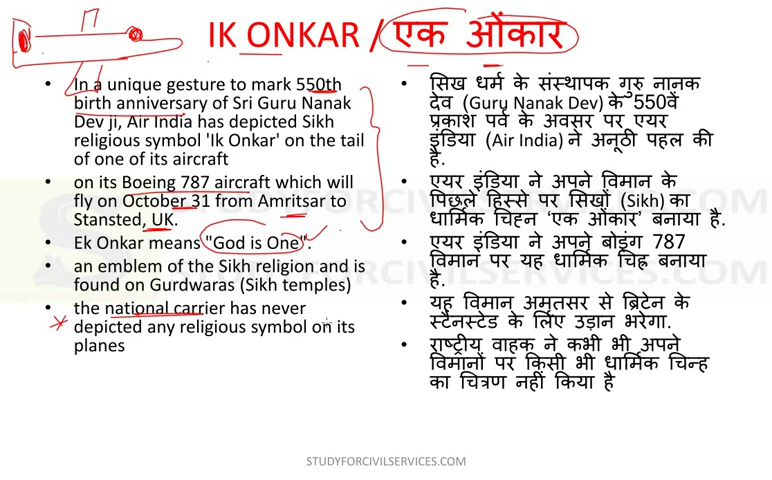 IK ONKAR / एक ओंकार
• In a unique gesture to mark 550th
birth anniversary of Sri Guru Nanak
Dev ji, Air India has depicted Sikh
religious symbol 'Ik Onkar' on the tail
of one of its aircraft
• on its Boeing 787 aircraft which will
fly on October 31 from Amritsar to
Stansted, UK.
• Ek Onkar means "God is One".
• an emblem of the Sikh religion and is
found on Gurdwaras (Sikh temples)
• the national carrier has never
depicted any religious symbol on its
planes
• सिख धर्म के संस्थापक गुरु नानक
देव (Guru Nanak Dev) के 550वें
प्रकाश पर्व के अवसर पर एयर
इंडिया (Air India) ने अनूठी पहल की
है.
• एयर इंडिया ने अपने विमान के
पिछले हिस्से पर सिखों (Sikh) का
धार्मिक चिह्न ‘एक ओंकार’ बनाया है.
• एयर इंडिया ने अपने बोइंग 787
विमान पर यह धार्मिक चिह्न बनाया
है.
• यह विमान अमृतसर से ब्रिटेन के
स्टैनस्टेड के लिए उड़ान भरेगा.
• राष्ट्रीय वाहक ने कभी भी अपने
विमानों पर किसी भी धार्मिक चिन्ह
का चित्रण नहीं किया है
STUDYFORCIVILSERVICES.COM